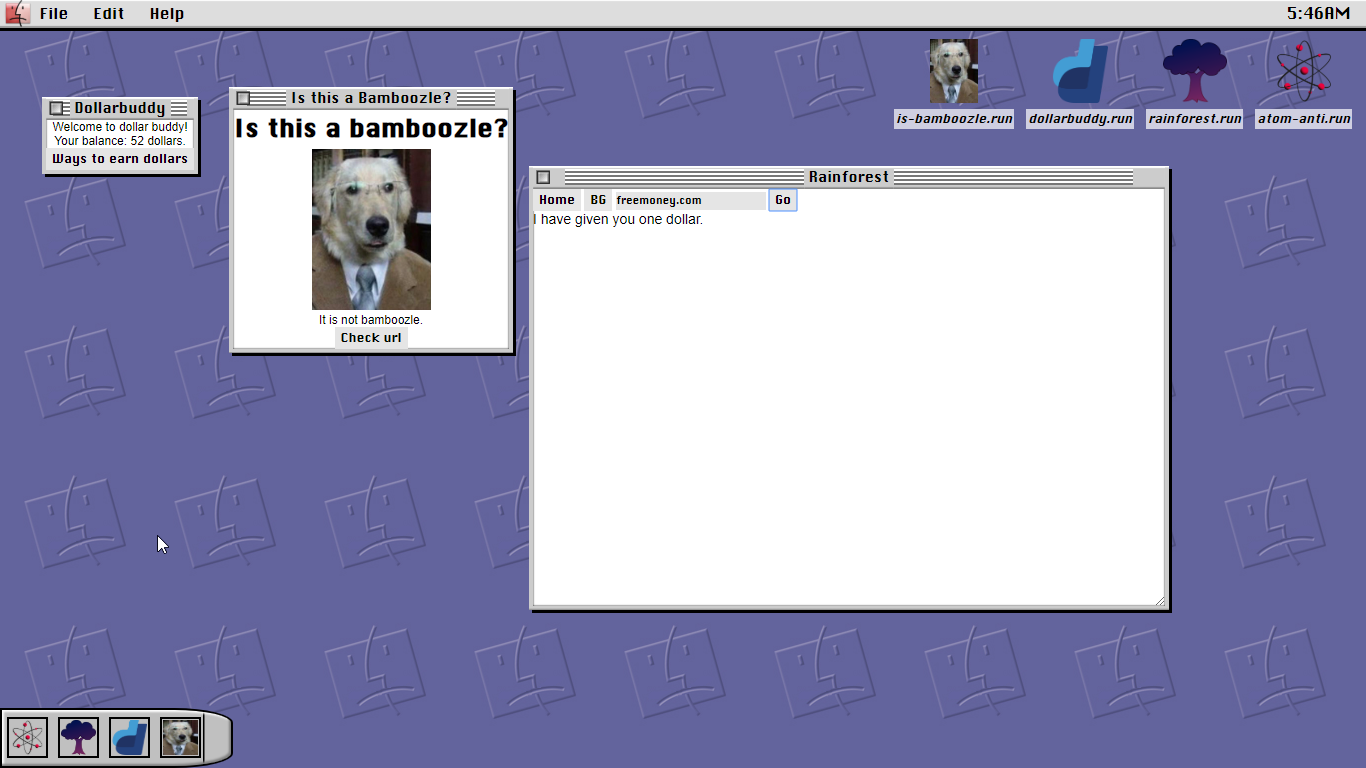 File Edit Help
5:46AM
is-bamboozle.run
dollarbuddy.run
rainforest.run
atom-anti.run
Dollarbuddy
Welcome to dollar buddy!
Your balance: 52 dollars.
Ways to earn dollars
Is this a Bamboozle?
Is this a bamboozle?
It is not bamboozle.
Check url
Rainforest
Home BG freemoney.com Go
I have given you one dollar.